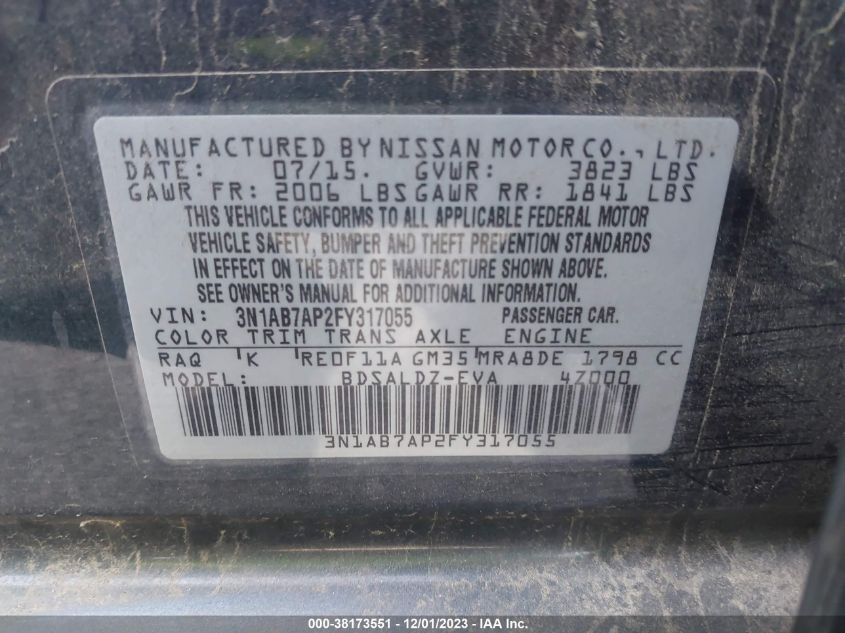 MANUFACTURED BY NISSAN MOTOR CO., LTD.
DATE: 07/15. GVWR: 3823 LBS
GAWR FR: 2006 LBS GAWR RR: 1841 LBS
THIS VEHICLE CONFORMS TO ALL APPLICABLE FEDERAL MOTOR
VEHICLE SAFETY, BUMPER AND THEFT PREVENTION STANDARDS
IN EFFECT ON THE DATE OF MANUFACTURE SHOWN ABOVE.
SEE OWNER'S MANUAL FOR ADDITIONAL INFORMATION.
VIN: 3N1AB7AP2FY317055 PASSENGER CAR.
COLOR TRIM TRANS AXLE ENGINE
RAQ 'K 'RE0F11A GM35'MRA8DE 1798 CC
MODEL: BDSALDZ-EVA 4Z000
3N1AB7AP2FY317055
000-38173551 - 12/01/2023 - IAA, Inc.